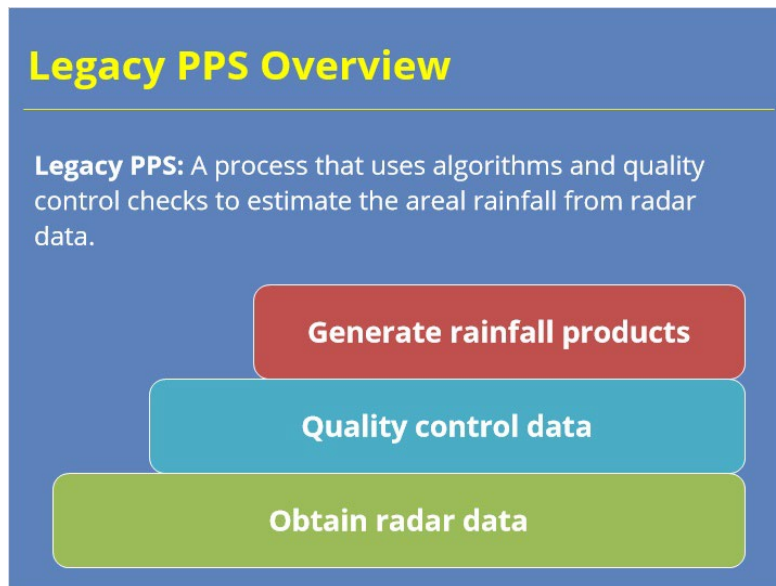 Legacy PPS Overview
Legacy PPS: A process that uses algorithms and quality
control checks to estimate the areal rainfall from radar
data.
Generate rainfall products
Quality control data
Obtain radar data